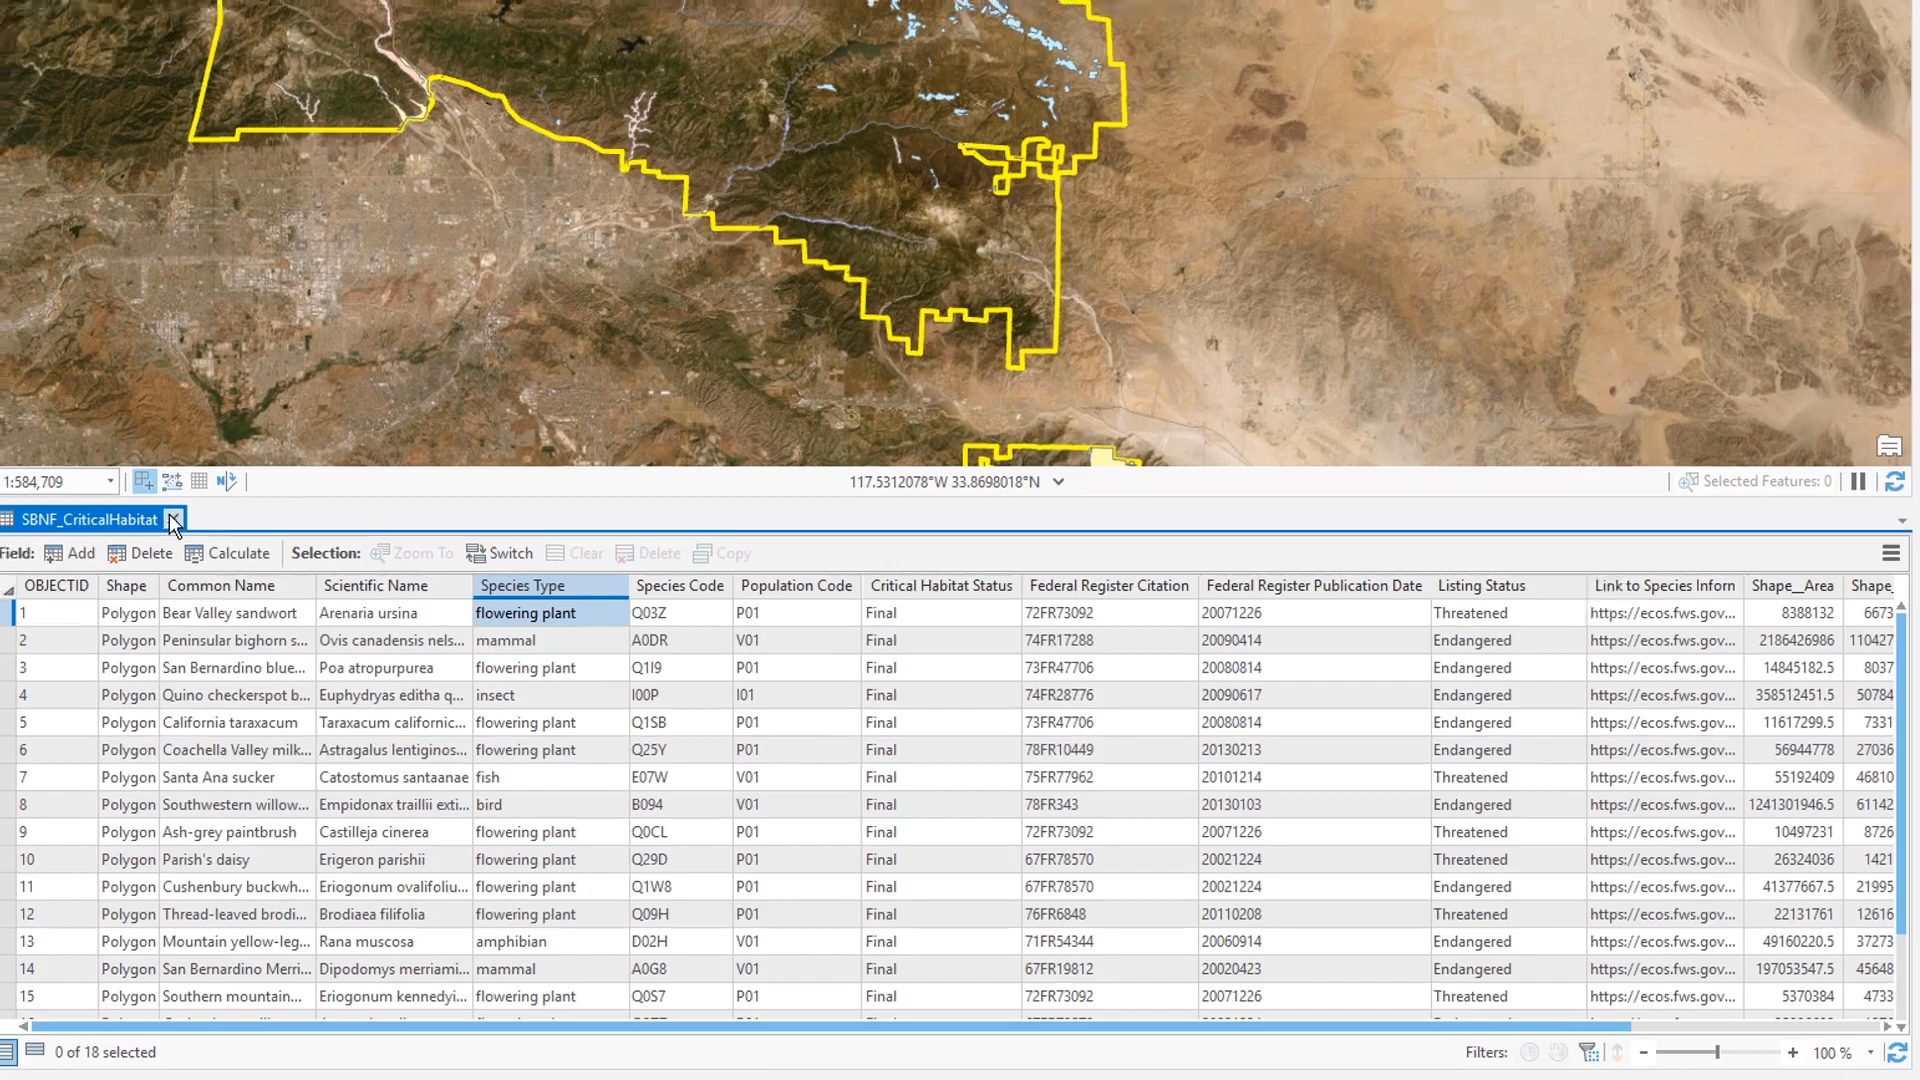 1:584,709 117.5312078°W 33.8698018°N Selected Features: 0
SBNF_CriticalHabitat
Field: Add Delete Calculate Selection: Zoom To Switch Clear Delete Copy
OBJECTID Shape Common Name Scientific Name Species Type Species Code Population Code Critical Habitat Status Federal Register Citation Federal Register Publication Date Listing Status Link to Species Inform Shape__Area Shape_
1 Polygon Bear Valley sandwort Arenaria ursina flowering plant Q03Z P01 Final 72FR73092 20071226 Threatened https://ecos.fws.gov... 8388132 6673
2 Polygon Peninsular bighorn s... Ovis canadensis nels... mammal A0DR V01 Final 74FR17288 20090414 Endangered https://ecos.fws.gov... 2186426986 110427
3 Polygon San Bernardino blue... Poa atropurpurea flowering plant Q1I9 P01 Final 73FR47706 20080814 Endangered https://ecos.fws.gov... 14845182.5 8037
4 Polygon Quino checkerspot b... Euphydryas editha q... insect I00P I01 Final 74FR28776 20090617 Endangered https://ecos.fws.gov... 358512451.5 50784
5 Polygon California taraxacum Taraxacum californic... flowering plant Q1SB P01 Final 73FR47706 20080814 Endangered https://ecos.fws.gov... 11617299.5 7331
6 Polygon Coachella Valley milk... Astragalus lentiginos... flowering plant Q25Y P01 Final 78FR10449 20130213 Endangered https://ecos.fws.gov... 56944778 27036
7 Polygon Santa Ana sucker Catostomus santaanae fish E07W V01 Final 75FR77962 20101214 Threatened https://ecos.fws.gov... 55192409 46810
8 Polygon Southwestern willow... Empidonax traillii exti... bird B094 V01 Final 78FR343 20130103 Endangered https://ecos.fws.gov... 1241301946.5 61142
9 Polygon Ash-grey paintbrush Castilleja cinerea flowering plant Q0CL P01 Final 72FR73092 20071226 Threatened https://ecos.fws.gov... 10497231 8726
10 Polygon Parish's daisy Erigeron parishii flowering plant Q29D P01 Final 67FR78570 20021224 Threatened https://ecos.fws.gov... 26324036 1421
11 Polygon Cushenbury buckwh... Eriogonum ovalifoliu... flowering plant Q1W8 P01 Final 67FR78570 20021224 Endangered https://ecos.fws.gov... 41377667.5 21995
12 Polygon Thread-leaved brodi... Brodiaea filifolia flowering plant Q09H P01 Final 76FR6848 20110208 Threatened https://ecos.fws.gov... 22131761 12616
13 Polygon Mountain yellow-leg... Rana muscosa amphibian D02H V01 Final 71FR54344 20060914 Endangered https://ecos.fws.gov... 49160220.5 37273
14 Polygon San Bernardino Merri... Dipodomys merriami... mammal A0G8 V01 Final 67FR19812 20020423 Endangered https://ecos.fws.gov... 197053547.5 45648
15 Polygon Southern mountain... Eriogonum kennedyi... flowering plant Q0S7 P01 Final 72FR73092 20071226 Threatened https://ecos.fws.gov... 5370384 4733
0 of 18 selected Filters: - + 100 %